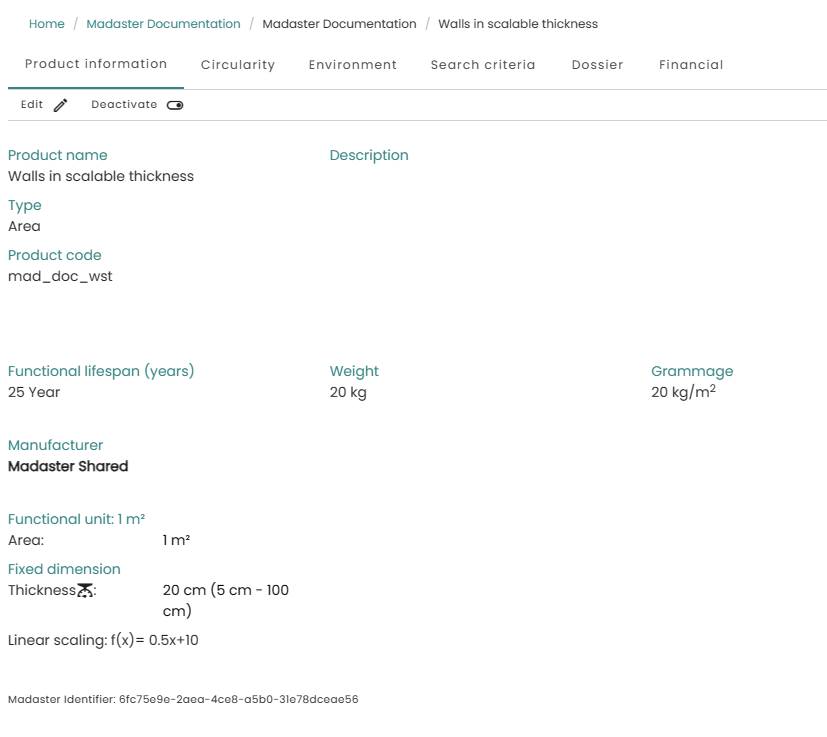 Home / Madaster Documentation / Madaster Documentation / Walls in scalable thickness
Product information Circularity Environment Search criteria Dossier Financial
Edit Deactivate
Product name Description
Walls in scalable thickness
Type
Area
Product code
mad_doc_wst
Functional lifespan (years) Weight Grammage
25 Year 20 kg 20 kg/m²
Manufacturer
Madaster Shared
Functional unit: 1 m²
Area: 1 m²
Fixed dimension
Thickness: 20 cm (5 cm - 100
cm)
Linear scaling: f(x)= 0.5x+10
Madaster Identifier: 6fc75e9e-2aea-4ce8-a5b0-31e78dceae56